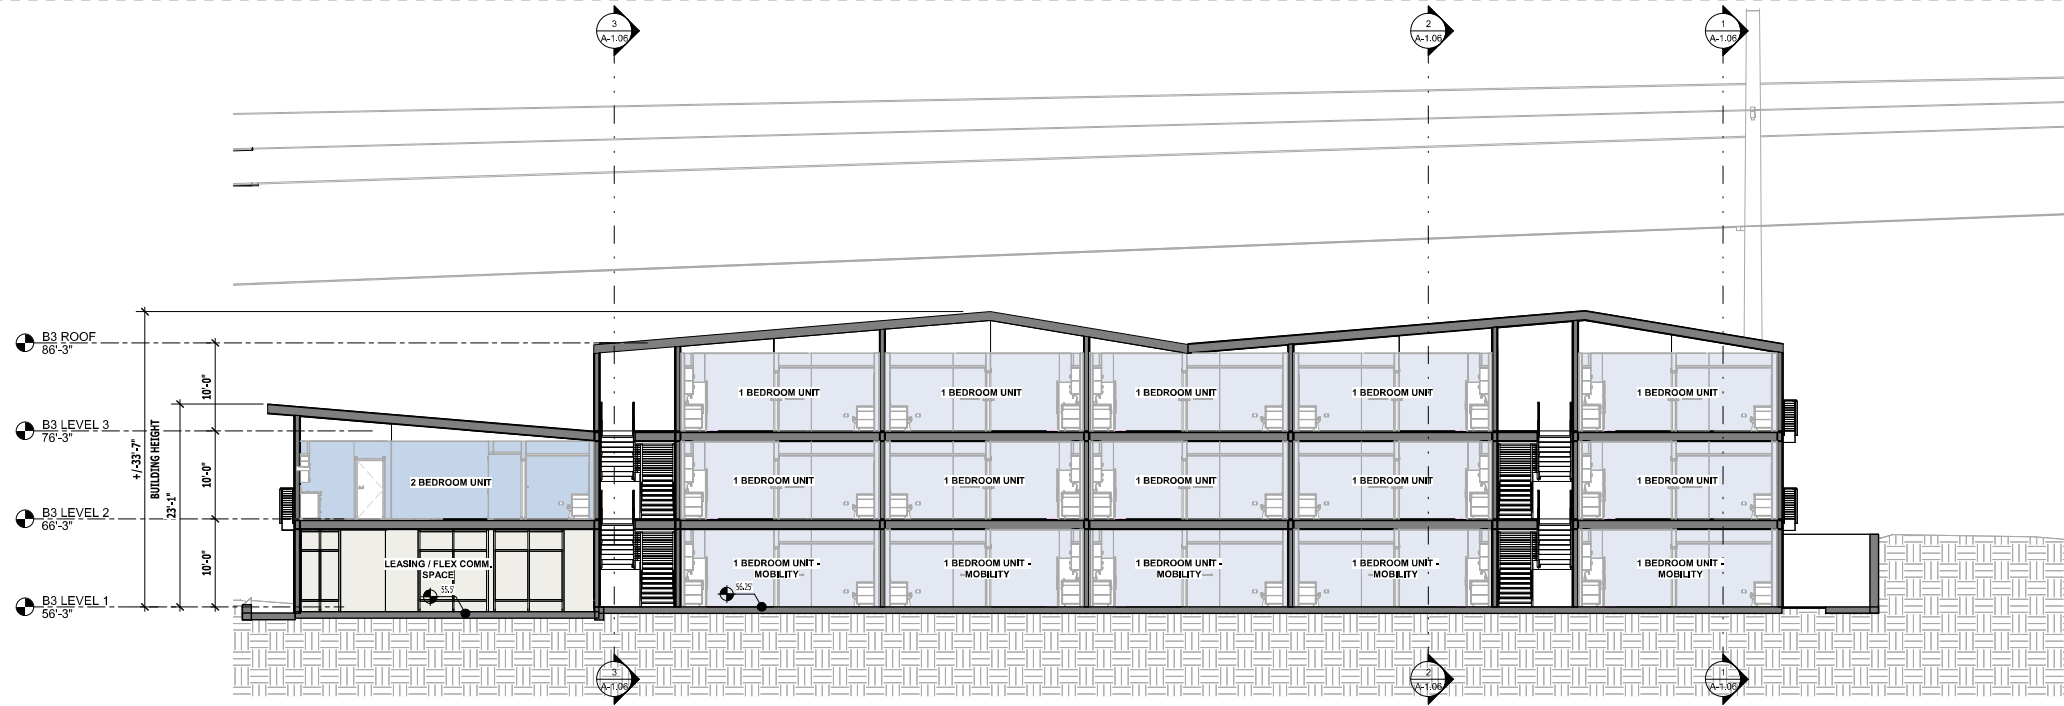 3
A-1.06
2
A-1.06
1
A-1.06
B3 ROOF
86'-3"
10'-0"
1 BEDROOM UNIT
1 BEDROOM UNIT
1 BEDROOM UNIT
1 BEDROOM UNIT
1 BEDROOM UNIT
B3 LEVEL 3
76'-3"
+/-33'-7"
BUILDING HEIGHT
23'-1"
10'-0"
2 BEDROOM UNIT
1 BEDROOM UNIT
1 BEDROOM UNIT
1 BEDROOM UNIT
1 BEDROOM UNIT
1 BEDROOM UNIT
B3 LEVEL 2
66'-3"
10'-0"
LEASING / FLEX COMM.
SPACE
55.5'
1 BEDROOM UNIT -
MOBILITY
56.25'
1 BEDROOM UNIT -
MOBILITY
1 BEDROOM UNIT -
MOBILITY
1 BEDROOM UNIT -
MOBILITY
1 BEDROOM UNIT -
MOBILITY
B3 LEVEL 1
56'-3"
3
A-1.06
2
A-1.06
1
A-1.06